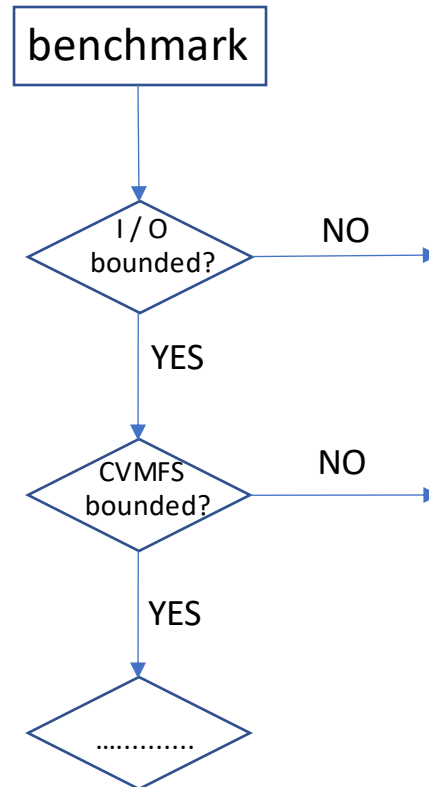 benchmark
I / O
bounded?
NO
YES
CVMFS
bounded?
NO
YES
.............